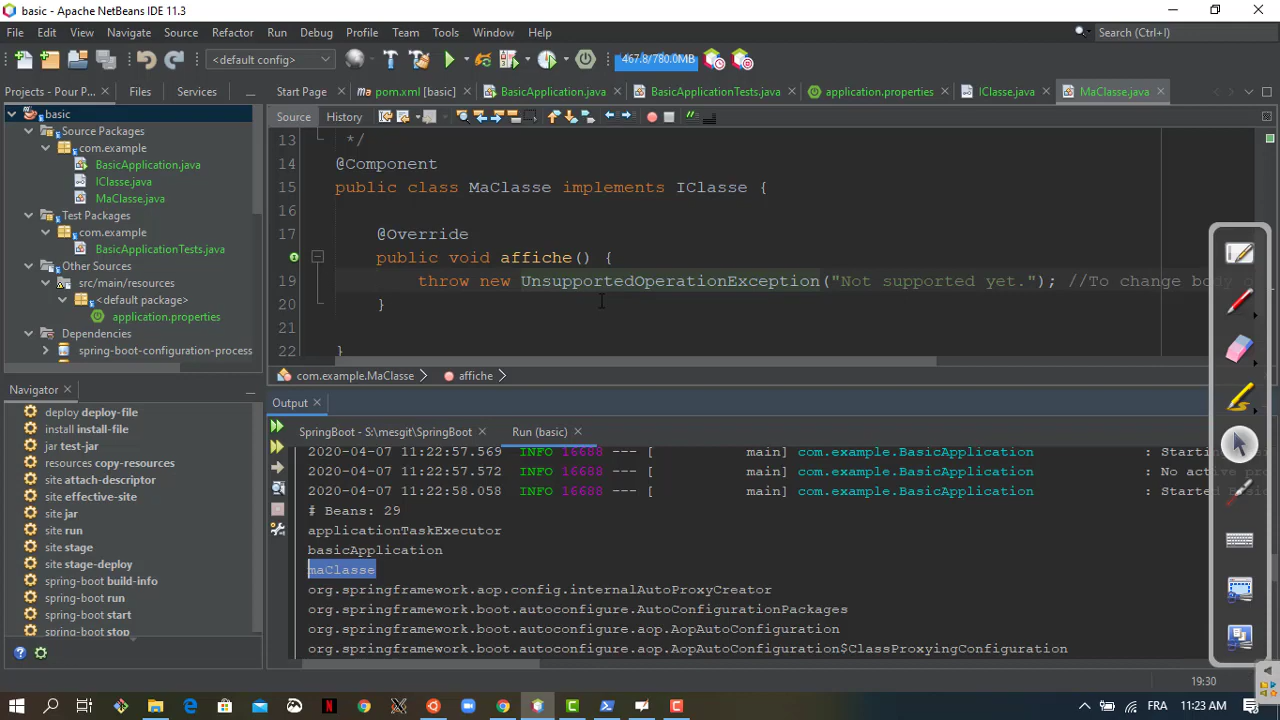 basic - Apache NetBeans IDE 11.3
File Edit View Navigate Source Refactor Run Debug Profile Team Tools Window Help
Search (Ctrl+I)
<default config>
467.8/780.0MB
Projects - Pour P...
Files
Services
Start Page
pom.xml [basic]
BasicApplication.java
BasicApplicationTests.java
application.properties
IClasse.java
MaClasse.java
basic
Source Packages
com.example
BasicApplication.java
IClasse.java
MaClasse.java
Test Packages
com.example
BasicApplicationTests.java
Other Sources
src/main/resources
<default package>
application.properties
Dependencies
spring-boot-configuration-process
Source
History
13 */
14 @Component
15 public class MaClasse implements IClasse {
16
17 @Override
public void affiche() {
19 throw new UnsupportedOperationException("Not supported yet."); //To change body
20 }
21
22 }
com.example.MaClasse
affiche
Navigator
deploy deploy-file
install install-file
jar test-jar
resources copy-resources
site attach-descriptor
site effective-site
site jar
site run
site stage
site stage-deploy
spring-boot build-info
spring-boot run
spring-boot start
spring-boot stop
Output
SpringBoot - S:\mesgit\SpringBoot
Run (basic)
2020-04-07 11:22:57.569 INFO 16688 --- [ main] com.example.BasicApplication : Starting
2020-04-07 11:22:57.572 INFO 16688 --- [ main] com.example.BasicApplication : No active pro
2020-04-07 11:22:58.058 INFO 16688 --- [ main] com.example.BasicApplication : Started
# Beans: 29
applicationTaskExecutor
basicApplication
maClasse
org.springframework.aop.config.internalAutoProxyCreator
org.springframework.boot.autoconfigure.AutoConfigurationPackages
org.springframework.boot.autoconfigure.aop.AopAutoConfiguration
org.springframework.boot.autoconfigure.aop.AopAutoConfiguration$ClassProxyingConfiguration
19:30
FRA
11:23 AM